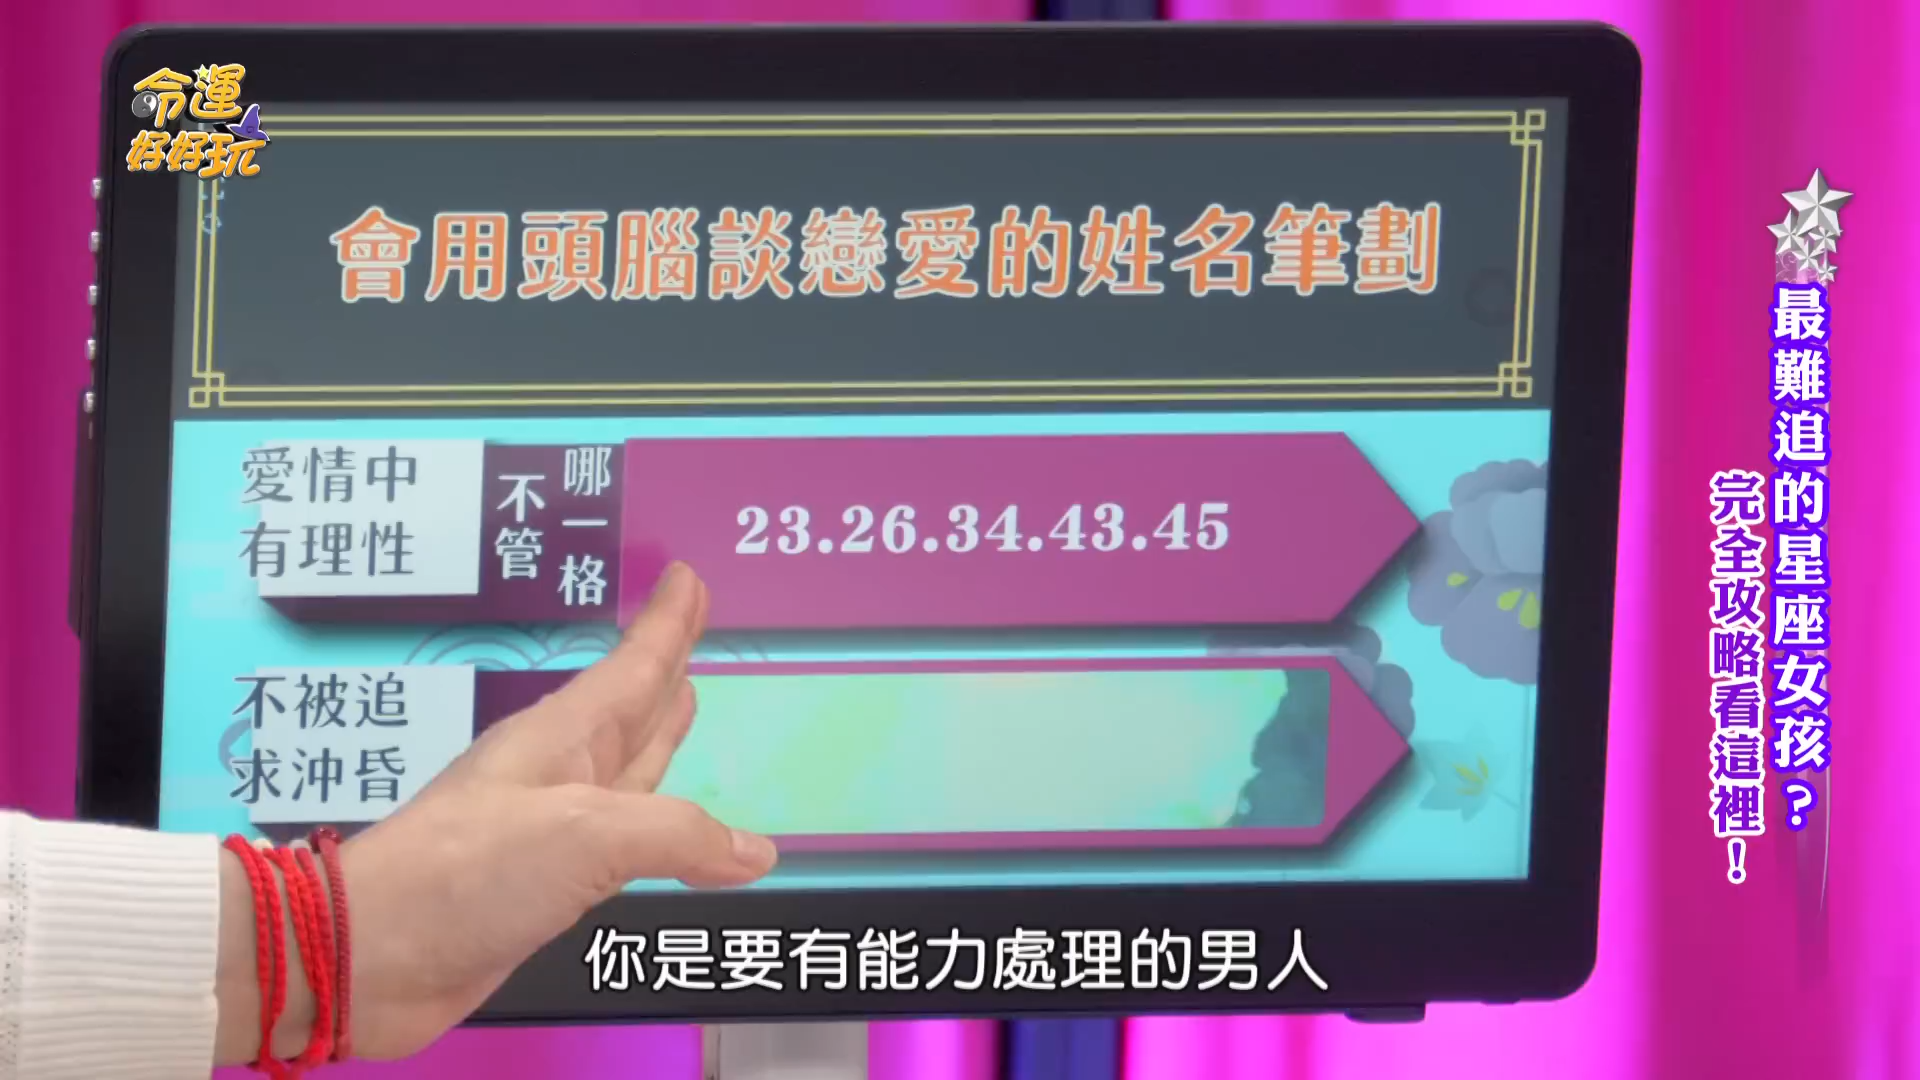 命運
好好玩
會用頭腦談戀愛的姓名筆劃
愛情中
有理性
不管
哪一格
23.26.34.43.45
不被追
求沖昏
最難追的星座女孩？
完全攻略看這裡！
你是要有能力處理的男人